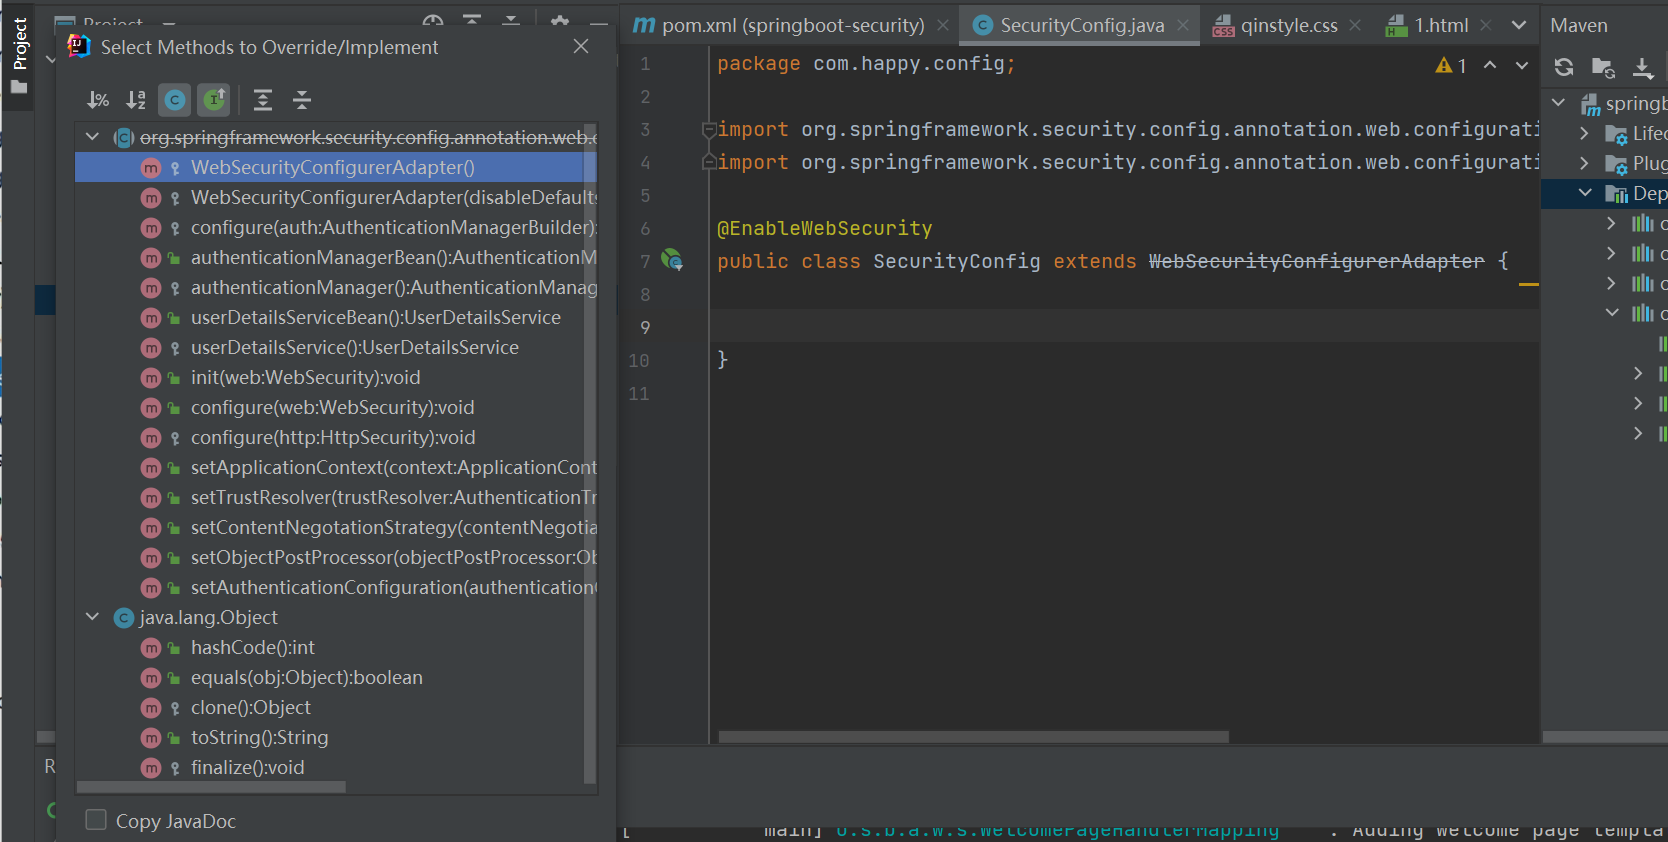 Project
Project
Select Methods to Override/Implement
org.springframework.security.config.annotation.web.c
WebSecurityConfigurerAdapter()
WebSecurityConfigurerAdapter(disableDefaults
configure(auth:AuthenticationManagerBuilder):
authenticationManagerBean():AuthenticationM
authenticationManager():AuthenticationManag
userDetailsServiceBean():UserDetailsService
userDetailsService():UserDetailsService
init(web:WebSecurity):void
configure(web:WebSecurity):void
configure(http:HttpSecurity):void
setApplicationContext(context:ApplicationCont
setTrustResolver(trustResolver:AuthenticationTr
setContentNegotationStrategy(contentNegotia
setObjectPostProcessor(objectPostProcessor:Ob
setAuthenticationConfiguration(authentication
java.lang.Object
hashCode():int
equals(obj:Object):boolean
clone():Object
toString():String
finalize():void
Copy JavaDoc
pom.xml (springboot-security)
SecurityConfig.java
qinstyle.css
1.html
1 package com.happy.config;
1
2
3 import org.springframework.security.config.annotation.web.configurati
4 import org.springframework.security.config.annotation.web.configurati
5
6 @EnableWebSecurity
7 public class SecurityConfig extends WebSecurityConfigurerAdapter {
8
9
10 }
11
Maven
springb
Lifec
Plug
Dep
R
[ main] o.s.b.a.w.s.WelcomePageHandlerMapping : Adding welcome page templa